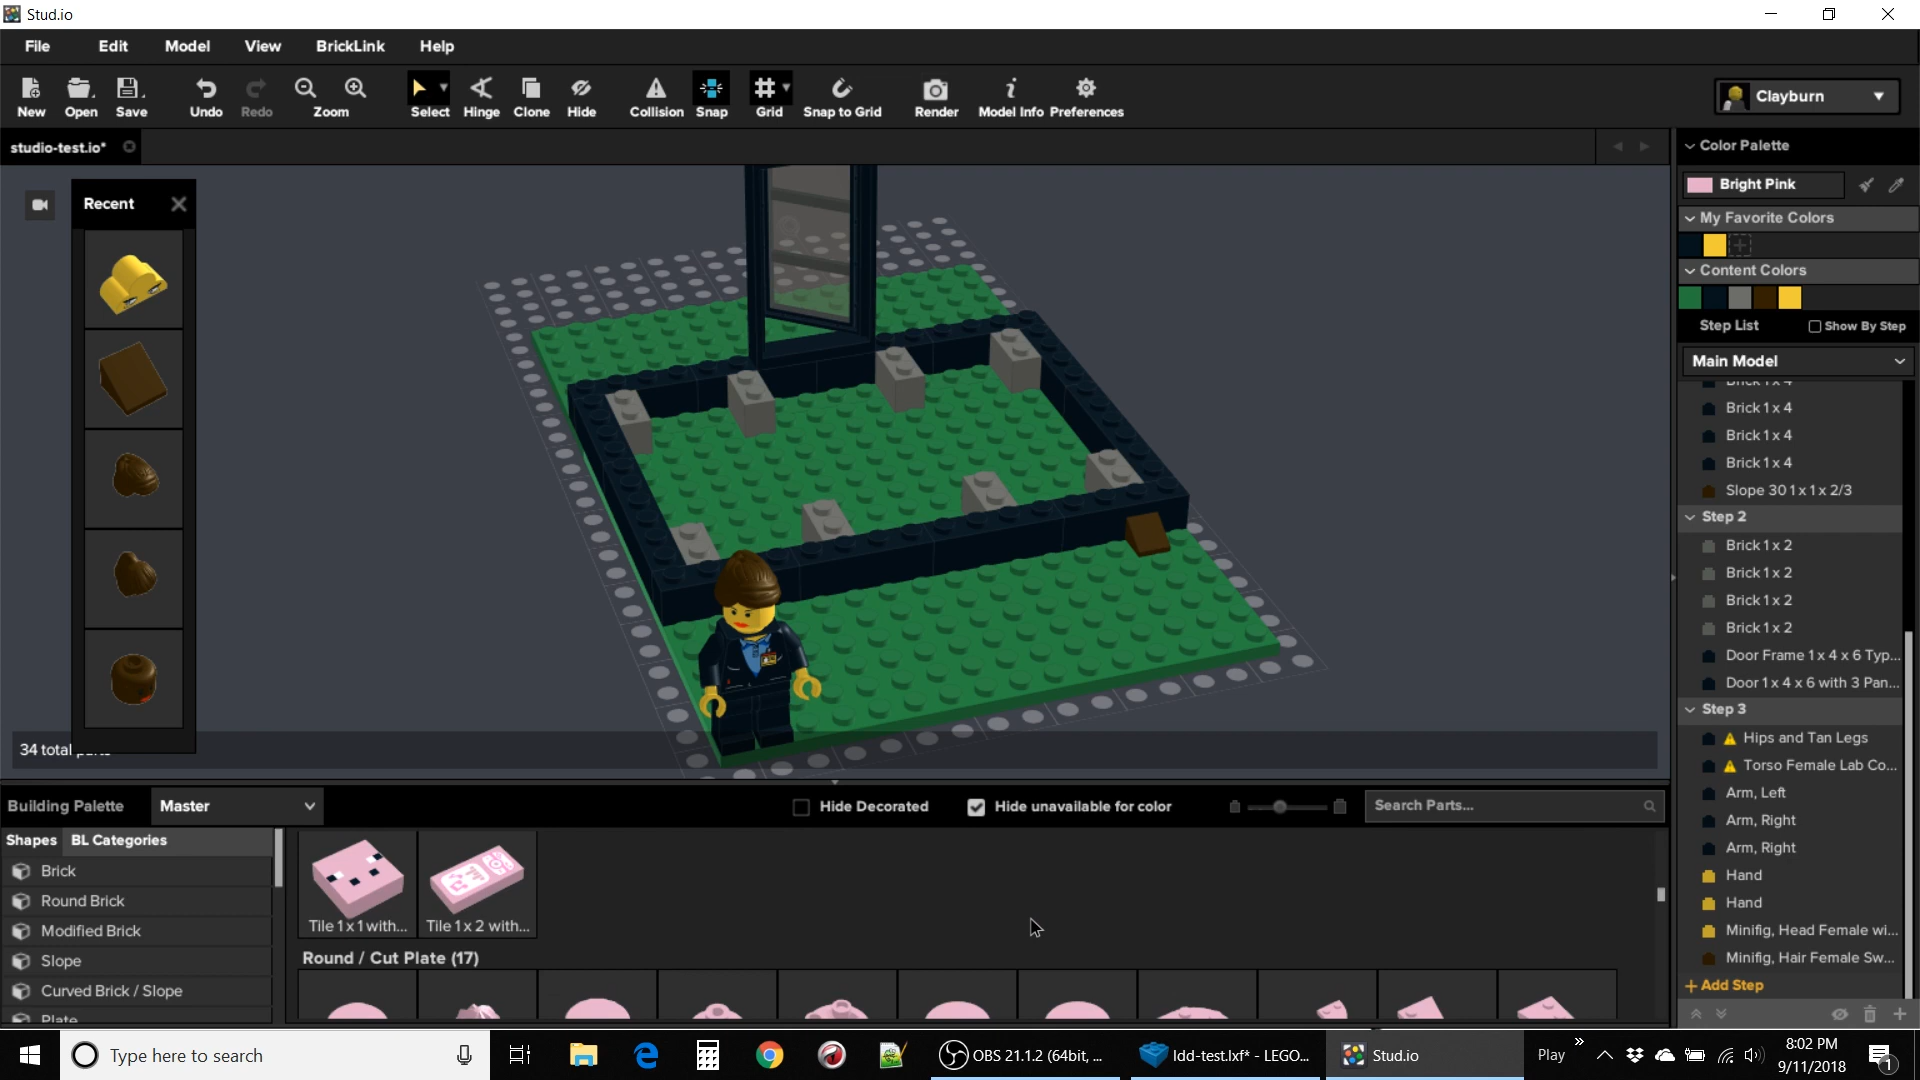 Stud.io
File Edit Model View BrickLink Help
New Open Save Undo Redo Zoom Select Hinge Clone Hide Collision Snap Grid Snap to Grid Render Model Info Preferences
Clayburn
studio-test.io*
Recent
34 total
Color Palette
Bright Pink
My Favorite Colors
Content Colors
Step List Show By Step
Main Model
Brick 1 x 4
Brick 1 x 4
Brick 1 x 4
Brick 1 x 4
Slope 30 1 x 1 x 2/3
Step 2
Brick 1 x 2
Brick 1 x 2
Brick 1 x 2
Brick 1 x 2
Door Frame 1 x 4 x 6 Typ...
Door 1 x 4 x 6 with 3 Pan...
Step 3
Hips and Tan Legs
Torso Female Lab Co...
Arm, Left
Arm, Right
Arm, Right
Hand
Hand
Minifig, Head Female wi...
Minifig, Hair Female Sw...
+ Add Step
Building Palette Master Hide Decorated Hide unavailable for color Search Parts...
Shapes BL Categories
Brick
Round Brick
Modified Brick
Slope
Curved Brick / Slope
Plate
Tile 1 x 1 with... Tile 1 x 2 with...
Round / Cut Plate (17)
Type here to search
OBS 21.1.2 (64bit, ...
ldd-test.lxf* - LEGO...
Stud.io
Play
8:02 PM
9/11/2018
1